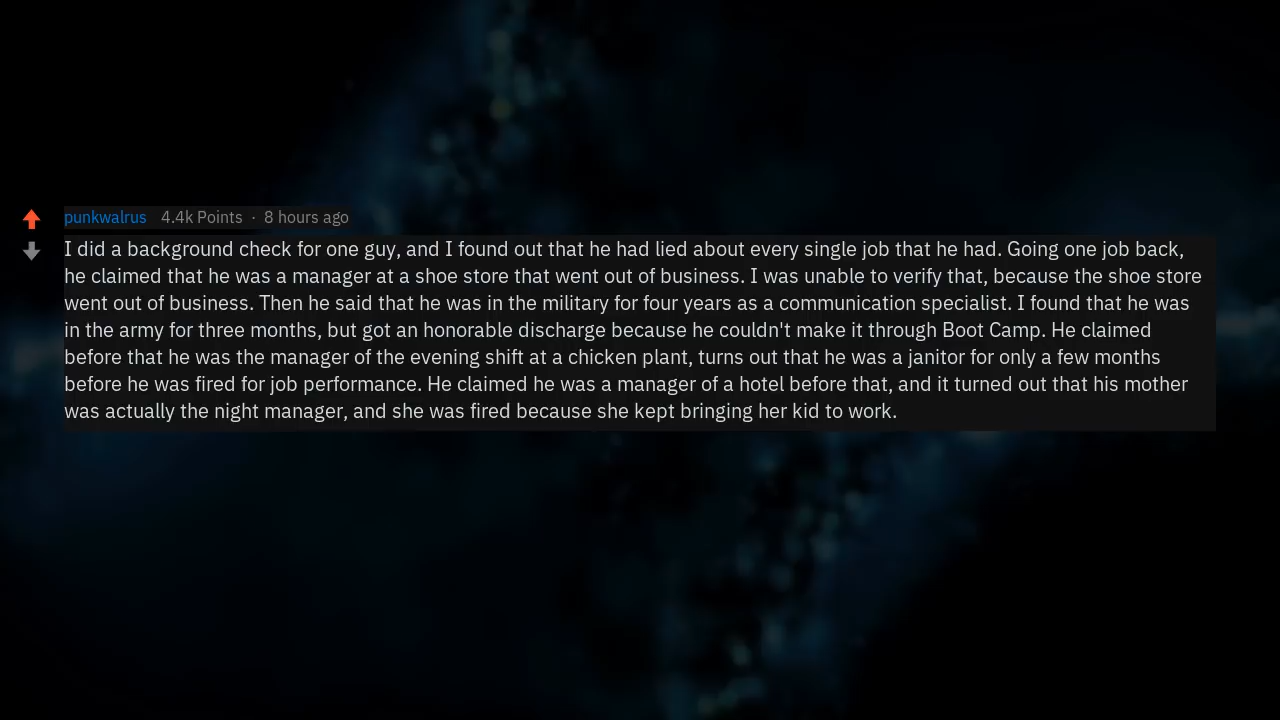 punkwalrus 4.4k Points · 8 hours ago
I did a background check for one guy, and I found out that he had lied about every single job that he had. Going one job back,
he claimed that he was a manager at a shoe store that went out of business. I was unable to verify that, because the shoe store
went out of business. Then he said that he was in the military for four years as a communication specialist. I found that he was
in the army for three months, but got an honorable discharge because he couldn't make it through Boot Camp. He claimed
before that he was the manager of the evening shift at a chicken plant, turns out that he was a janitor for only a few months
before he was fired for job performance. He claimed he was a manager of a hotel before that, and it turned out that his mother
was actually the night manager, and she was fired because she kept bringing her kid to work.